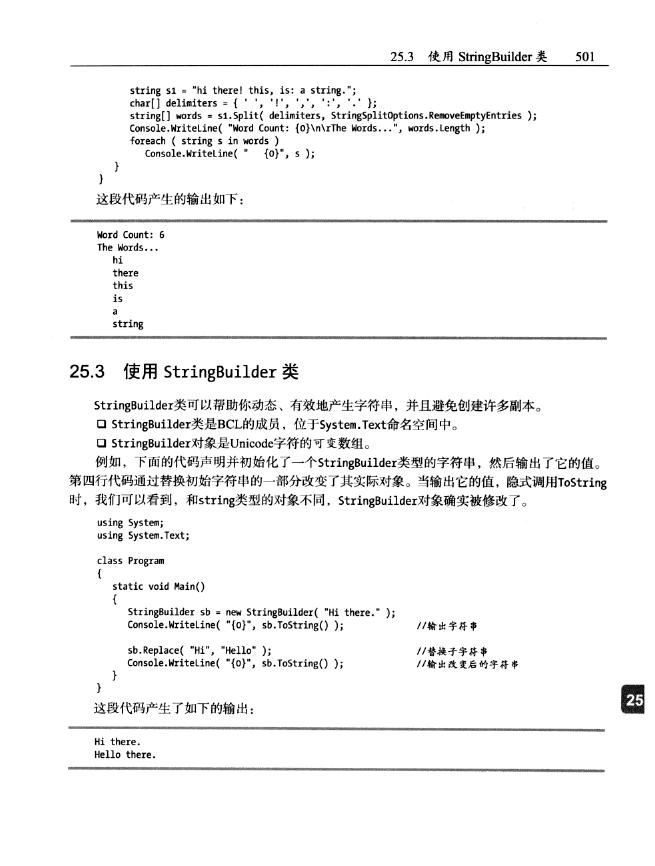 25.3 使用 StringBuilder 类 501
string s1 = "hi there! this, is: a string.";
char[] delimiters = { ' ', '!', ',', ':', '.' };
string[] words = s1.Split( delimiters, StringSplitOptions.RemoveEmptyEntries );
Console.WriteLine( "Word Count: {0}\n\rThe Words...", words.Length );
foreach ( string s in words )
Console.WriteLine( " {0}", s );
}
}
这段代码产生的输出如下：
Word Count: 6
The Words...
hi
there
this
is
a
string
25.3 使用 StringBuilder 类
StringBuilder类可以帮助你动态、有效地产生字符串，并且避免创建许多副本。
❑ StringBuilder类是BCL的成员，位于System.Text命名空间中。
❑ StringBuilder对象是Unicode字符的可变数组。
例如，下面的代码声明并初始化了一个StringBuilder类型的字符串，然后输出了它的值。
第四行代码通过替换初始字符串的一部分改变了其实际对象。当输出它的值，隐式调用ToString
时，我们可以看到，和string类型的对象不同，StringBuilder对象确实被修改了。
using System;
using System.Text;
class Program
{
static void Main()
{
StringBuilder sb = new StringBuilder( "Hi there." );
Console.WriteLine( "{0}", sb.ToString() ); //输出字符串
sb.Replace( "Hi", "Hello" ); //替换子字符串
Console.WriteLine( "{0}", sb.ToString() ); //输出改变后的字符串
}
}
25
这段代码产生了如下的输出：
Hi there.
Hello there.